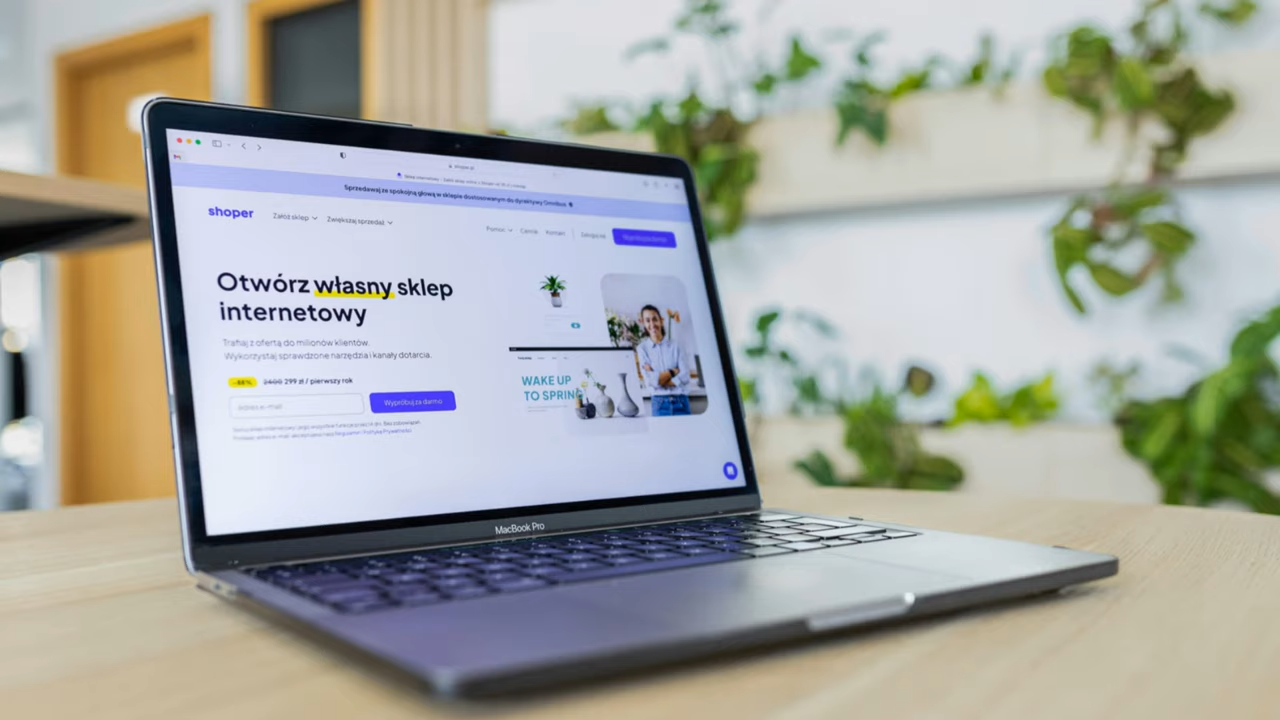 shoper.pl
Sprzedawaj ze spokojną głową w sklepie dostosowanym do dyrektywy Omnibus
shoper
Załóż sklep
Zwiększaj sprzedaż
Pomoc
Cennik
Kontakt
Zaloguj się
Otwórz własny sklep
internetowy
Trafiaj z ofertą do milionów klientów.
Wykorzystaj sprawdzone narzędzia i kanały dotarcia.
-88% 2400 299 zł / pierwszy rok
Adres e-mail
Wypróbuj za darmo
WAKE UP
TO SPRING
MacBook Pro